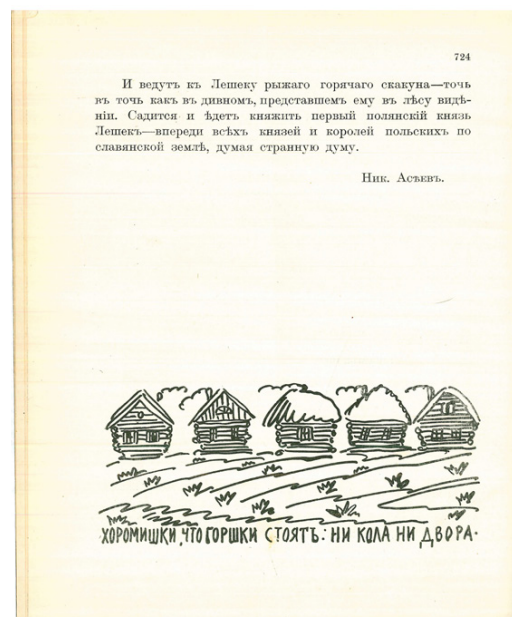 724
И ведутъ къ Лешеку рыжаго горячаго скакуна—точь
въ точь какъ въ дивном, представшемъ ему въ лѣсу видѣ-
ніи. Садится и ѣдетъ княжить первый полянскій князь
Лешекъ—впереди всѣхъ князей и королей польскихъ по
славянской землѣ, думая странную думу.
Ник. Асѣевъ.
ХОРОМИШКИ, ЧТО ГОРШКИ СТОЯТЪ: НИ КОЛА НИ ДВОРА.